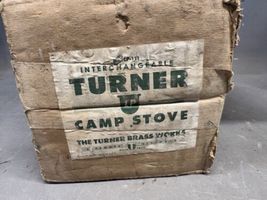 INTERCHANGEABLE
TURNER
CAMP STOVE
THE TURNER BRASS WORKS